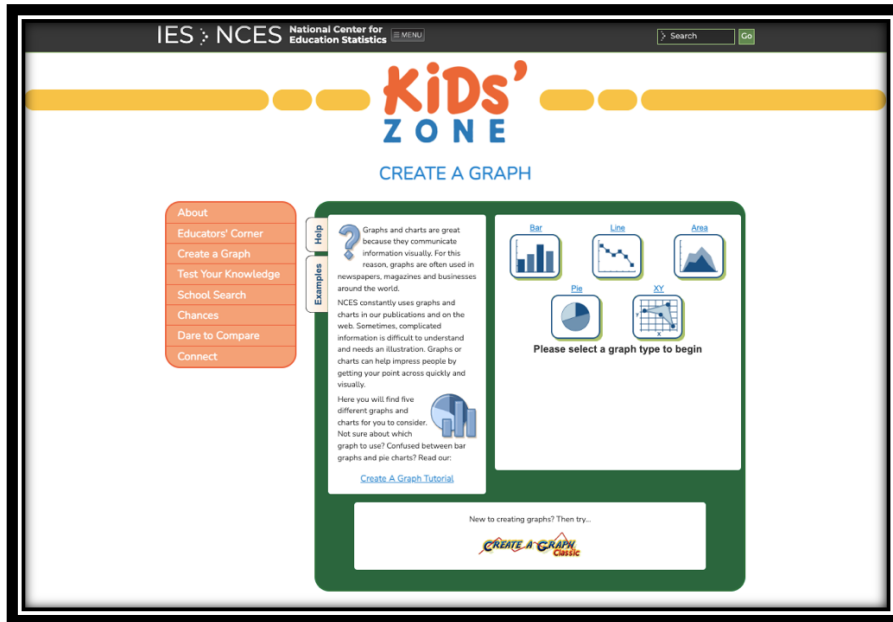 IES NCES National Center for
Education Statistics
MENU
Search
Go
KiDS'
ZONE
CREATE A GRAPH
About
Educators' Corner
Create a Graph
Test Your Knowledge
School Search
Chances
Dare to Compare
Connect
Help
Examples
Graphs and charts are great
because they communicate
information visually. For this
reason, graphs are often used in
newspapers, magazines and businesses
around the world.
NCES constantly uses graphs and
charts in our publications and on the
web. Sometimes, complicated
information is difficult to understand
and needs an illustration. Graphs or
charts can help impress people by
getting your point across quickly and
visually.
Here you will find five
different graphs and
charts for you to consider.
Not sure about which
graph to use? Confused between bar
graphs and pie charts? Read our:
Create A Graph Tutorial
Bar
Line
Area
Pie
XY
y
x
Please select a graph type to begin
New to creating graphs? Then try...
CREATE A GRAPH
Classic